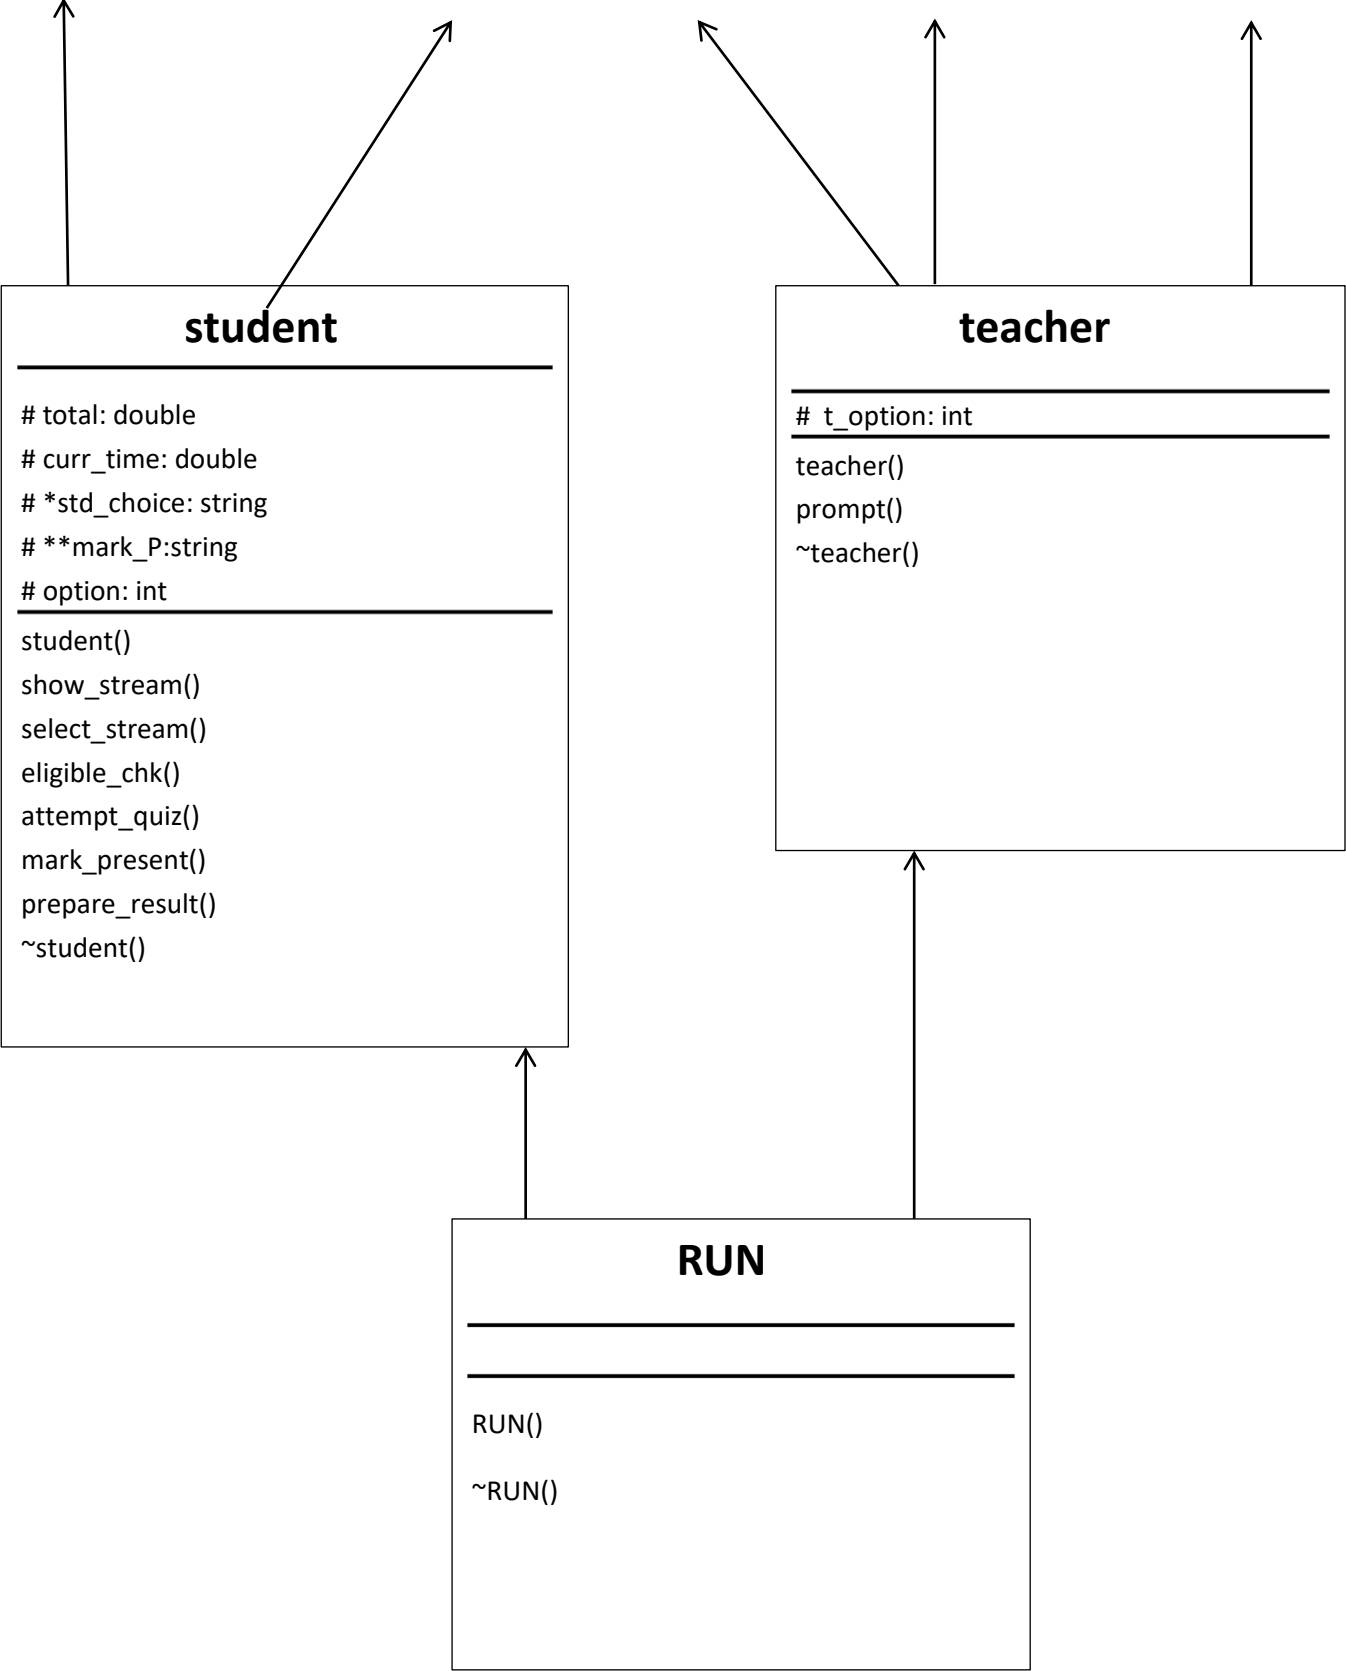 student
# total: double
# curr_time: double
# *std_choice: string
# **mark_P:string
# option: int
student()
show_stream()
select_stream()
eligible_chk()
attempt_quiz()
mark_present()
prepare_result()
~student()
teacher
#  t_option: int
teacher()
prompt()
~teacher()
RUN
RUN()
~RUN()